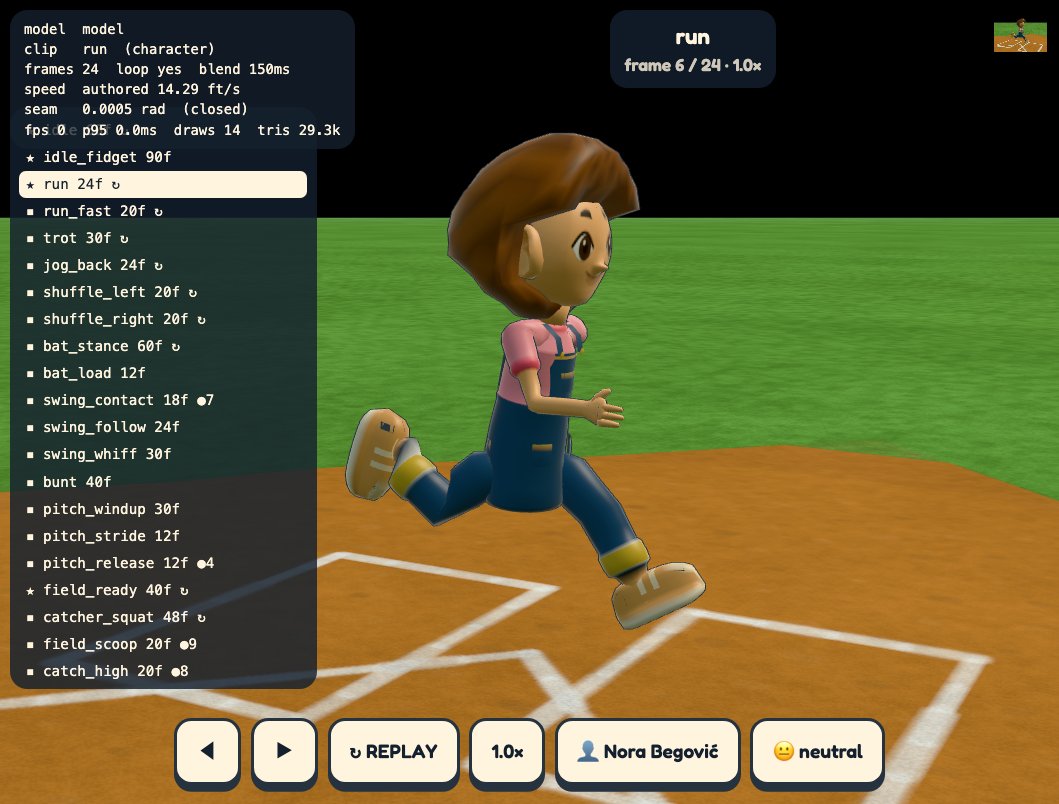 model model
clip run (character)
frames 24 loop yes blend 150ms
speed authored 14.29 ft/s
seam 0.0005 rad (closed)
fps 0 p95 0.0ms draws 14 tris 29.3k
★ idle_fidget 90f
★ run 24f ↻
▪ run_fast 20f ↻
▪ trot 30f ↻
▪ jog_back 24f ↻
▪ shuffle_left 20f ↻
▪ shuffle_right 20f ↻
▪ bat_stance 60f ↻
▪ bat_load 12f
▪ swing_contact 18f ●7
▪ swing_follow 24f
▪ swing_whiff 30f
▪ bunt 40f
▪ pitch_windup 30f
▪ pitch_stride 12f
▪ pitch_release 12f ●4
★ field_ready 40f ↻
▪ catcher_squat 48f ↻
▪ field_scoop 20f ●9
▪ catch_high 20f ●8
run
frame 6 / 24 · 1.0x
↻ REPLAY
1.0x
👤 Nora Begović
😐 neutral